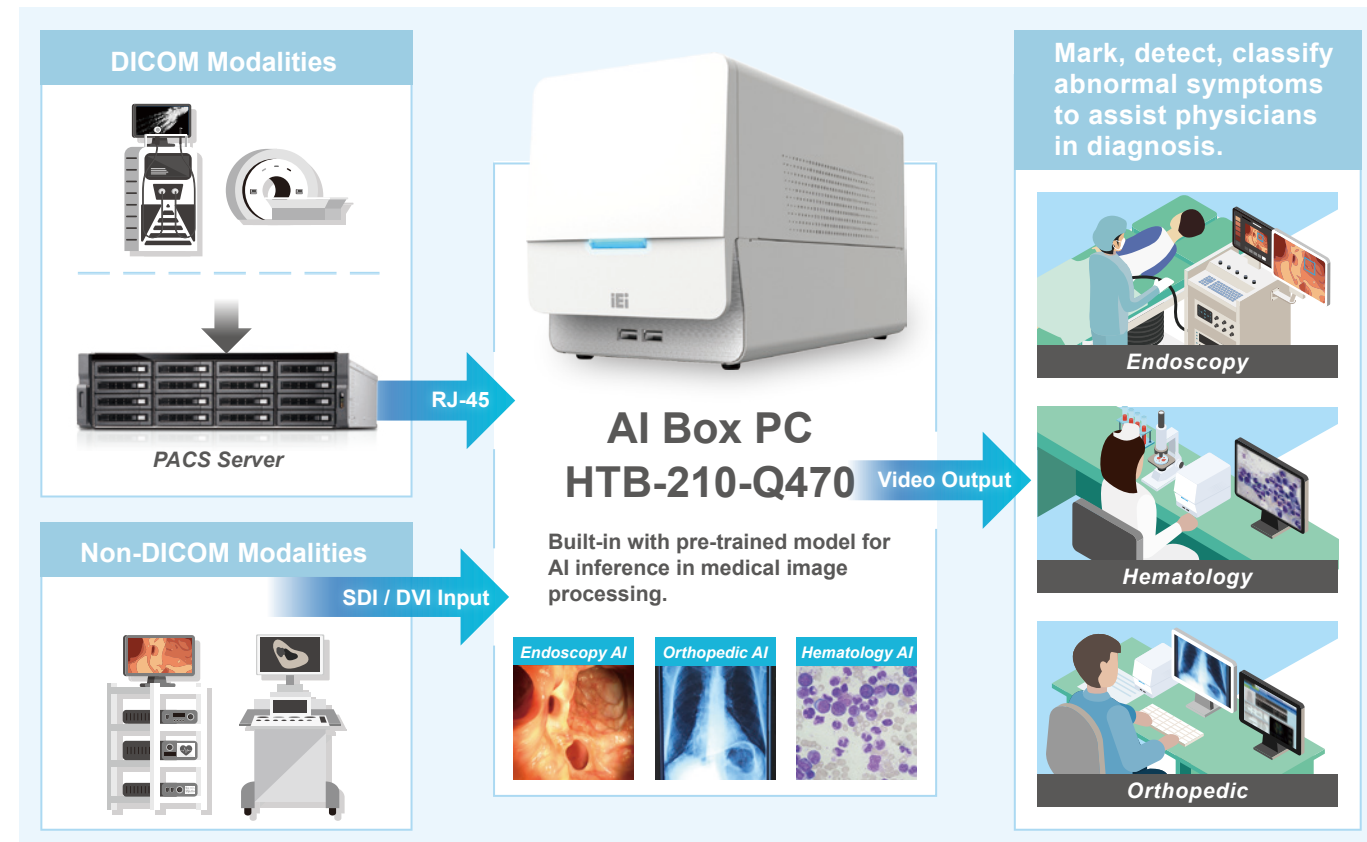 DICOM Modalities
PACS Server
RJ-45
Non-DICOM Modalities
SDI / DVI Input
iEi
AI Box PC
HTB-210-Q470
Built-in with pre-trained model for
AI inference in medical image
processing.
Endoscopy AI
Orthopedic AI
Hematology AI
Video Output
Mark, detect, classify
abnormal symptoms
to assist physicians
in diagnosis.
Endoscopy
Hematology
Orthopedic